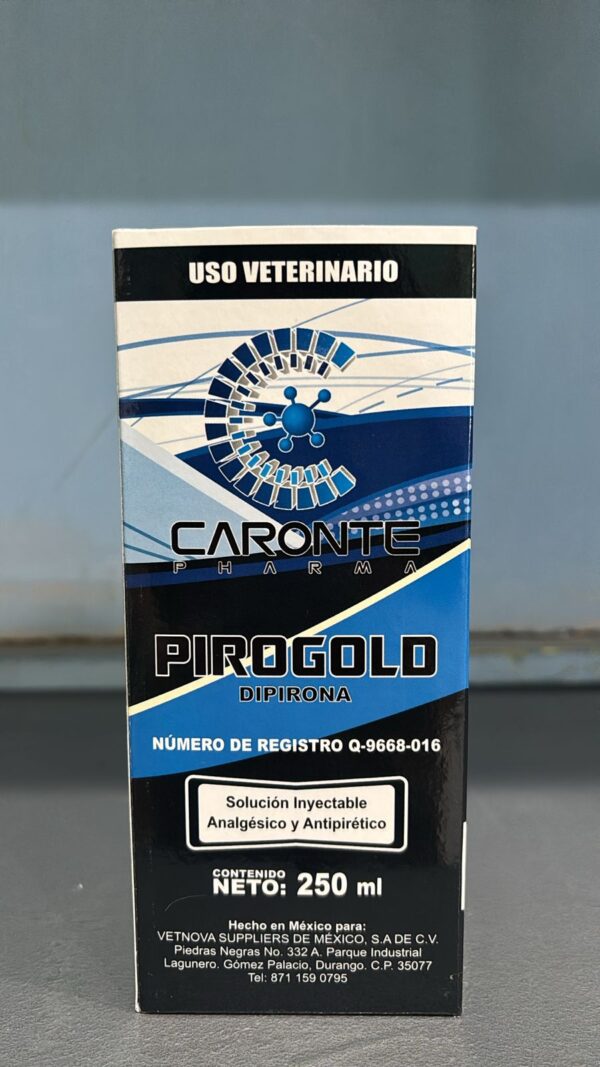 USO VETERINARIO
CARONTE
PHARMA
PIROGOLD
DIPIRONA
NÚMERO DE REGISTRO Q-9668-016
Solución Inyectable
Analgésico y Antipirético
CONTENIDO
NETO: 250 ml
Hecho en México para:
VETNOVA SUPPLIERS DE MÉXICO, S.A DE C.V.
Piedras Negras No. 332 A. Parque Industrial
Lagunero. Gómez Palacio, Durango. C.P. 35077
Tel: 871 159 0795